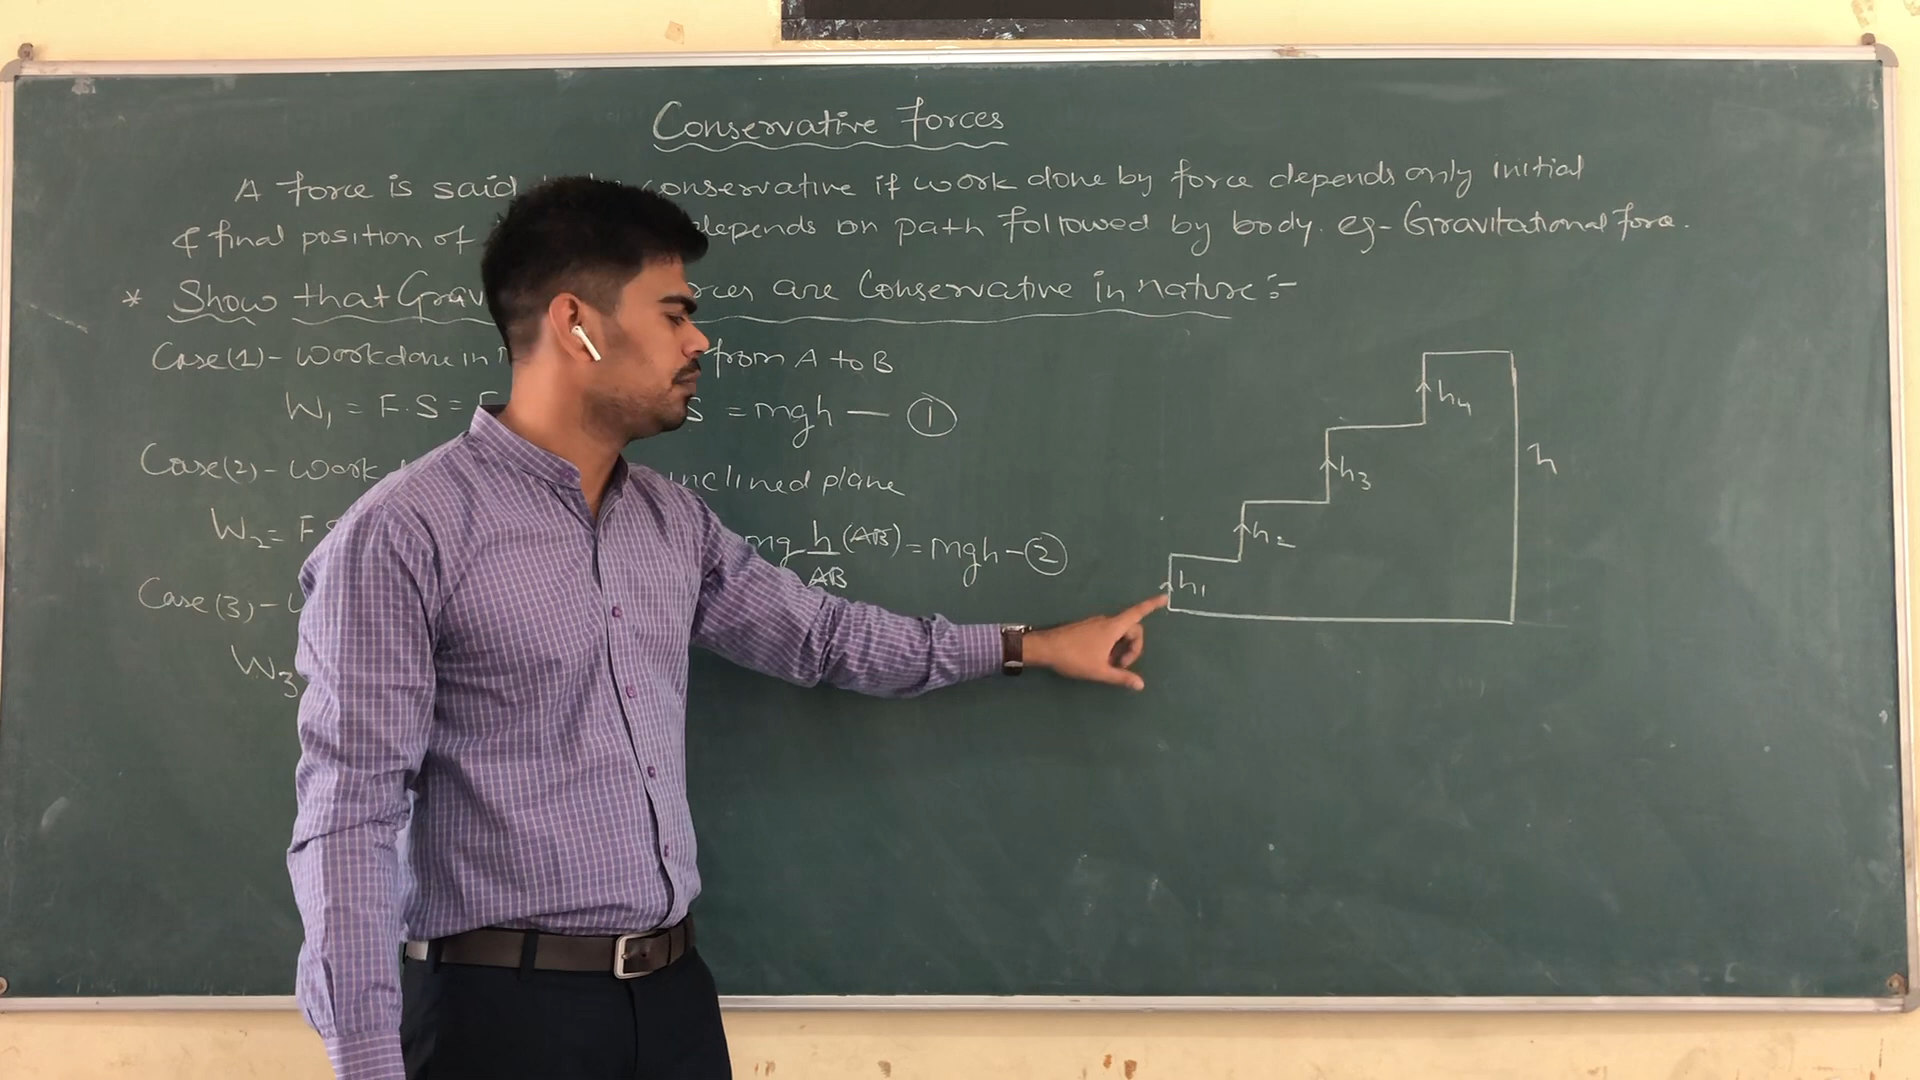 Conservative Forces
A force is said conservative if work done by force depends only initial
& final position of depends on path followed by body. eg- Gravitational force.
* Show that Grav rces are Conservative in nature :-
Case(1)- Workdone in from A to B
W₁ = F.S = F S = mgh — ①
Case(2)- Work inclined plane
W₂ = F S mg h/AB (AB) = mgh - ②
Case(3)-
W₃
h₄
h₃
h
h₂
h₁